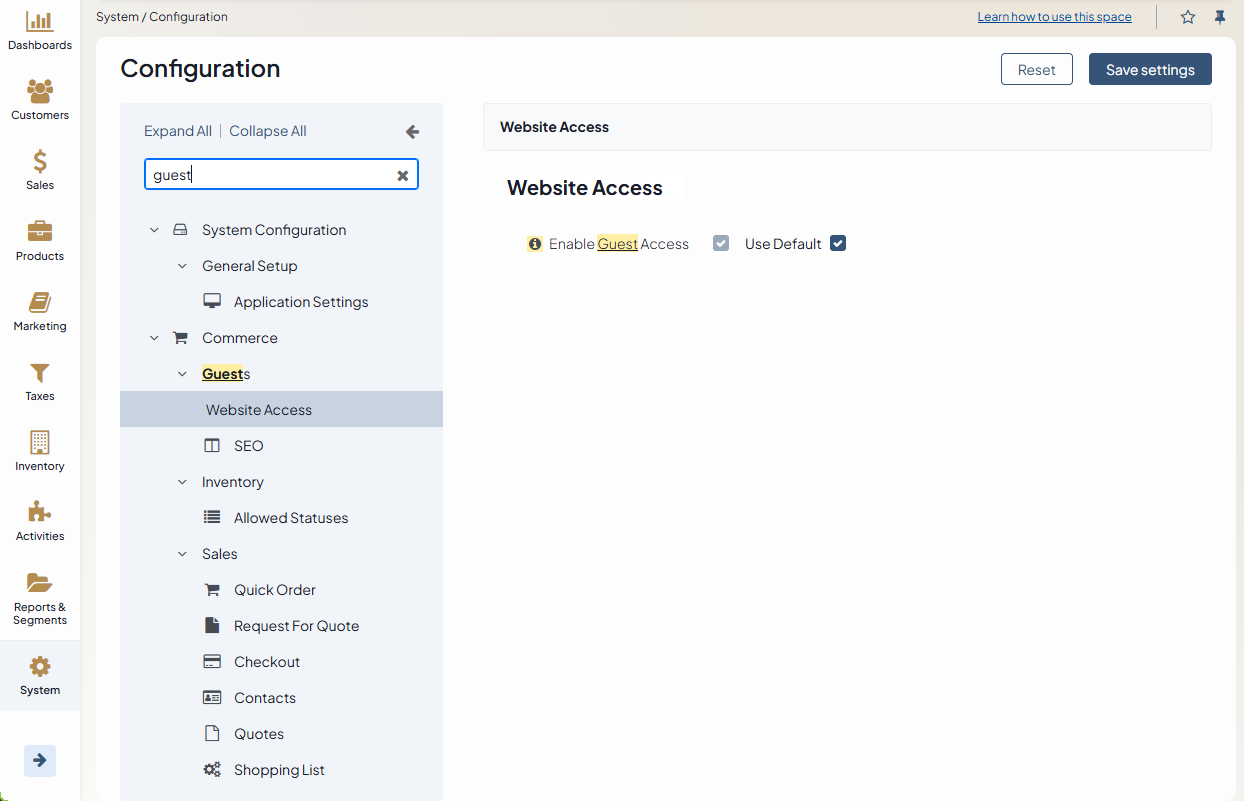 Dashboards
Customers
Sales
Products
Marketing
Taxes
Inventory
Activities
Reports &
Segments
System
System / Configuration
Learn how to use this space
Configuration
Reset
Save settings
Expand All | Collapse All
guest
System Configuration
General Setup
Application Settings
Commerce
Guests
Website Access
SEO
Inventory
Allowed Statuses
Sales
Quick Order
Request For Quote
Checkout
Contacts
Quotes
Shopping List
Website Access
Website Access
Enable Guest Access
Use Default